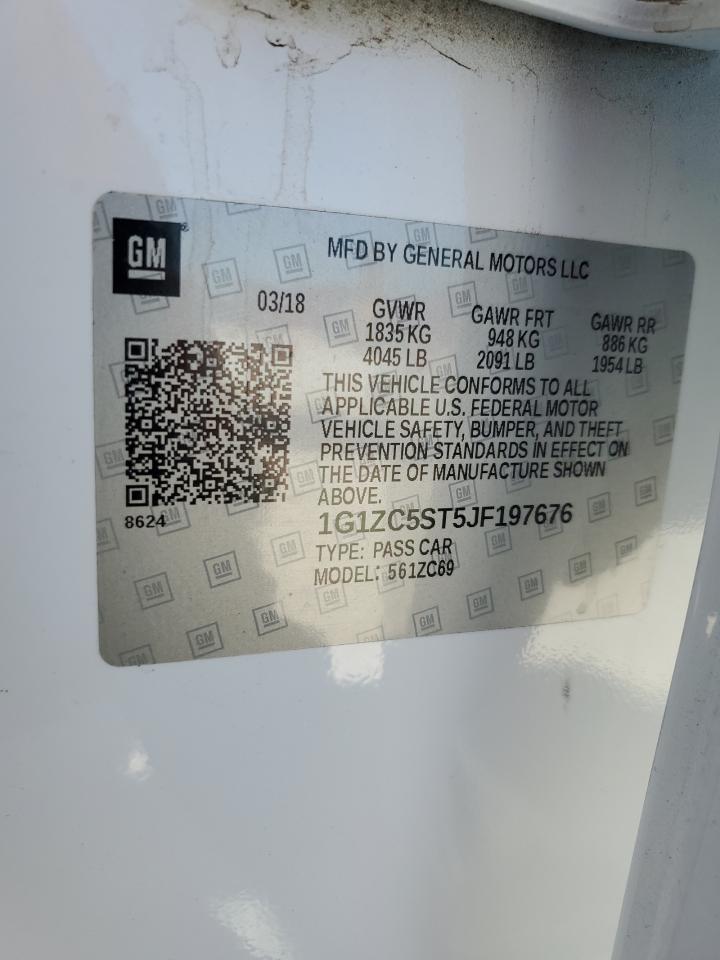 GM
MFD BY GENERAL MOTORS LLC
03/18
GVWR GAWR FRT GAWR RR
1835 KG 948 KG 886 KG
4045 LB 2091 LB 1954 LB
THIS VEHICLE CONFORMS TO ALL
APPLICABLE U.S. FEDERAL MOTOR
VEHICLE SAFETY, BUMPER, AND THEFT
PREVENTION STANDARDS IN EFFECT ON
THE DATE OF MANUFACTURE SHOWN
ABOVE.
8624
1G1ZC5ST5JF197676
TYPE: PASS CAR
MODEL: 561ZC69